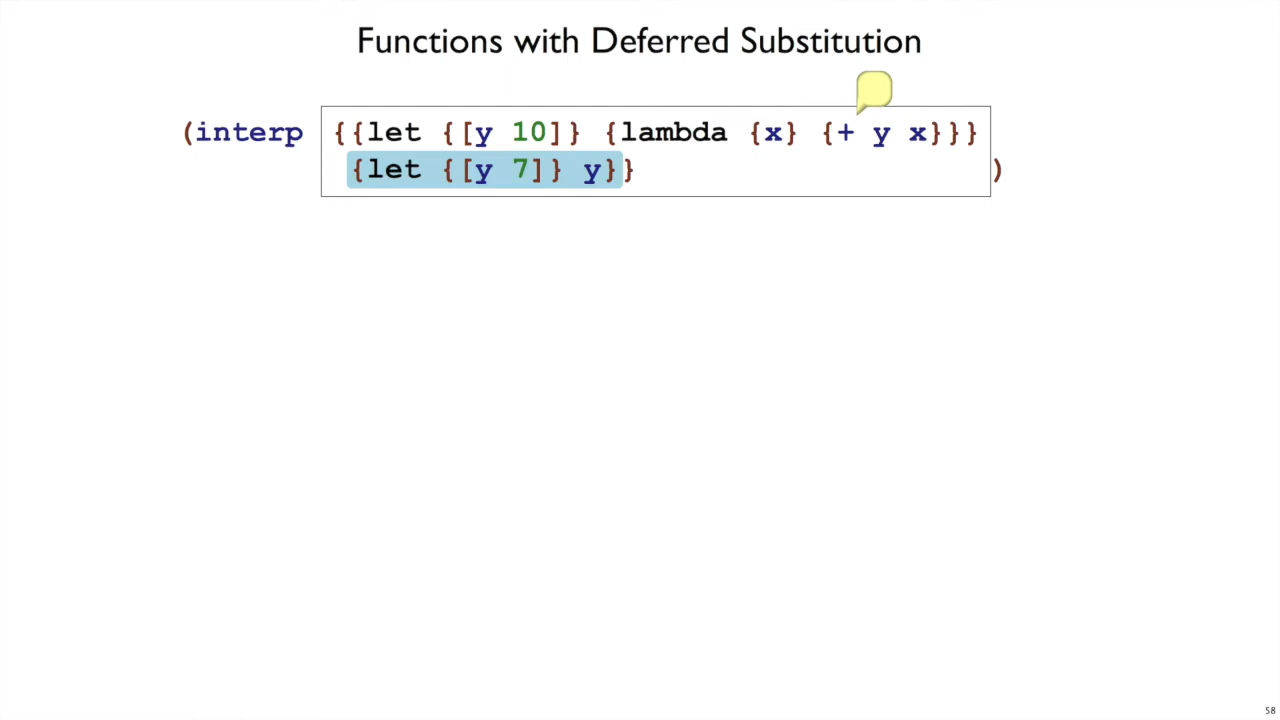 Functions with Deferred Substitution
(interp {{let {[y 10]} {lambda {x} {+ y x}}}
{let {[y 7]} y}} )
58